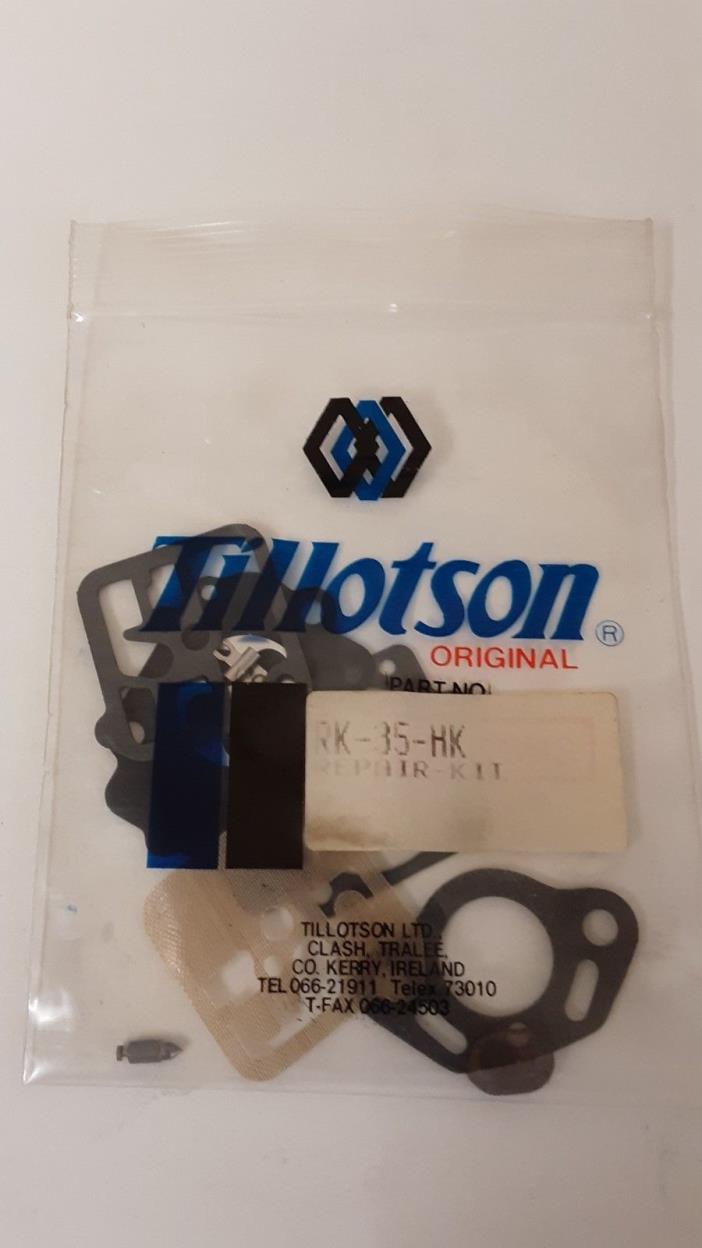 Tillotson ®
ORIGINAL
PART NO
RK-35-HK
REPAIR-KIT
TILLOTSON LTD.,
CLASH, TRALEE,
CO. KERRY, IRELAND
TEL 066-21911 Telex 73010
T-FAX 066-24503